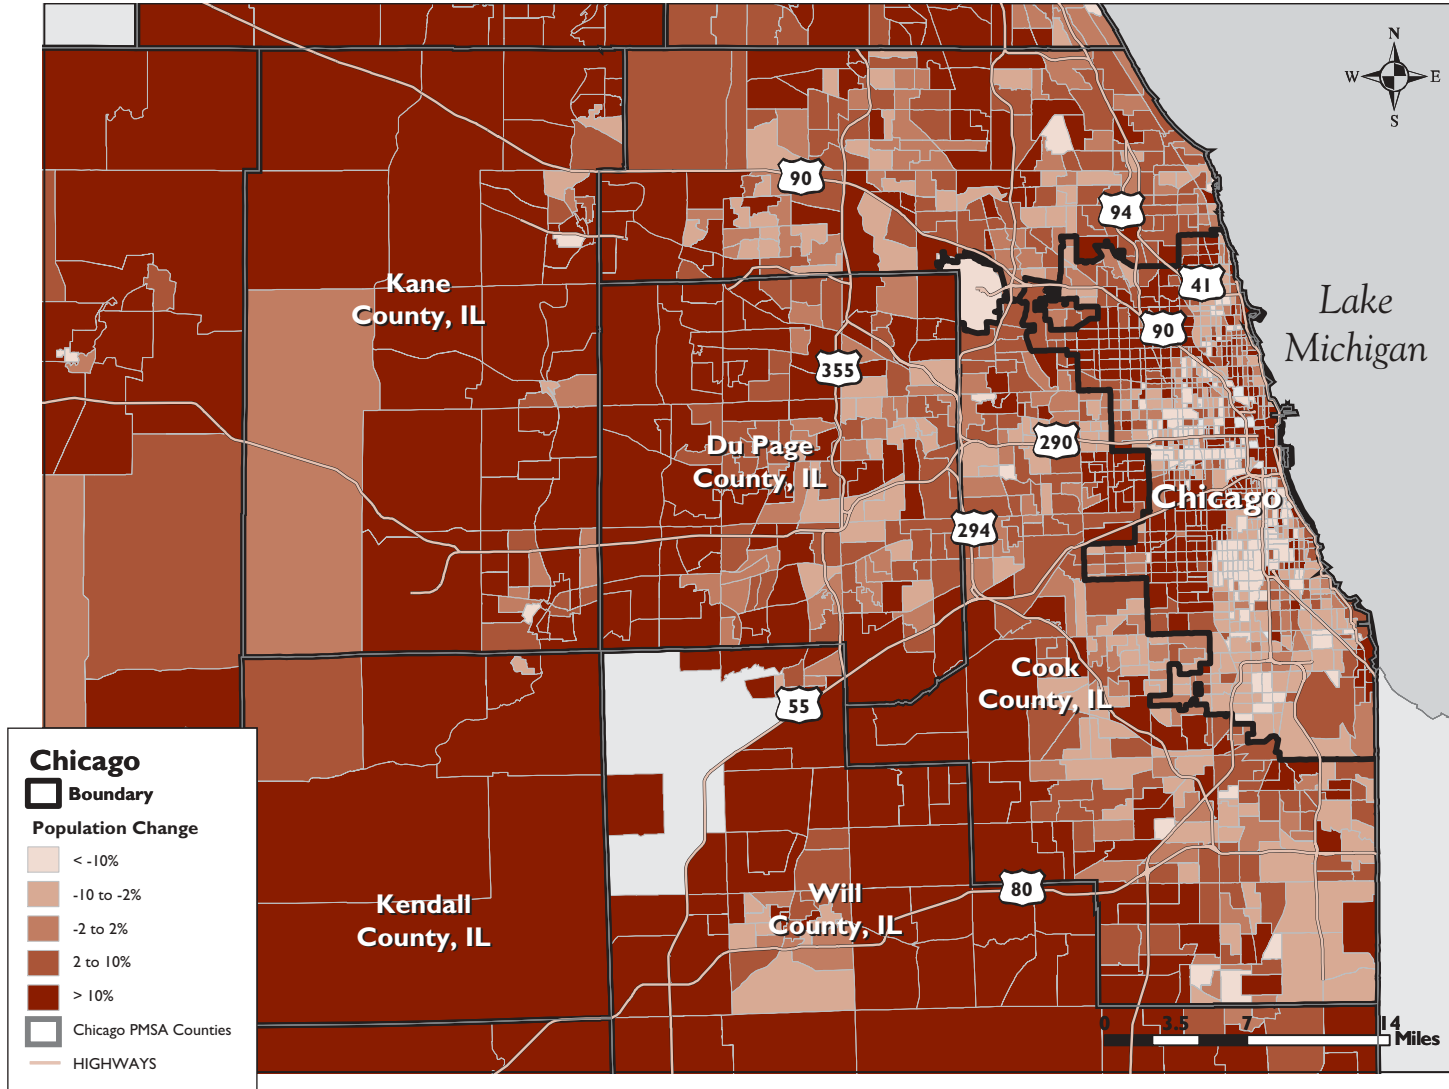 N
W E
S
90
94
41
Kane
County, IL
Lake
Michigan
90
355
Du Page
County, IL
290
Chicago
294
Cook
County, IL
55
Chicago
Boundary
Population Change
< -10%
-10 to -2%
-2 to 2%
2 to 10%
> 10%
Chicago PMSA Counties
HIGHWAYS
Kendall
County, IL
Will
County, IL
80
0 3.5 7 14
Miles